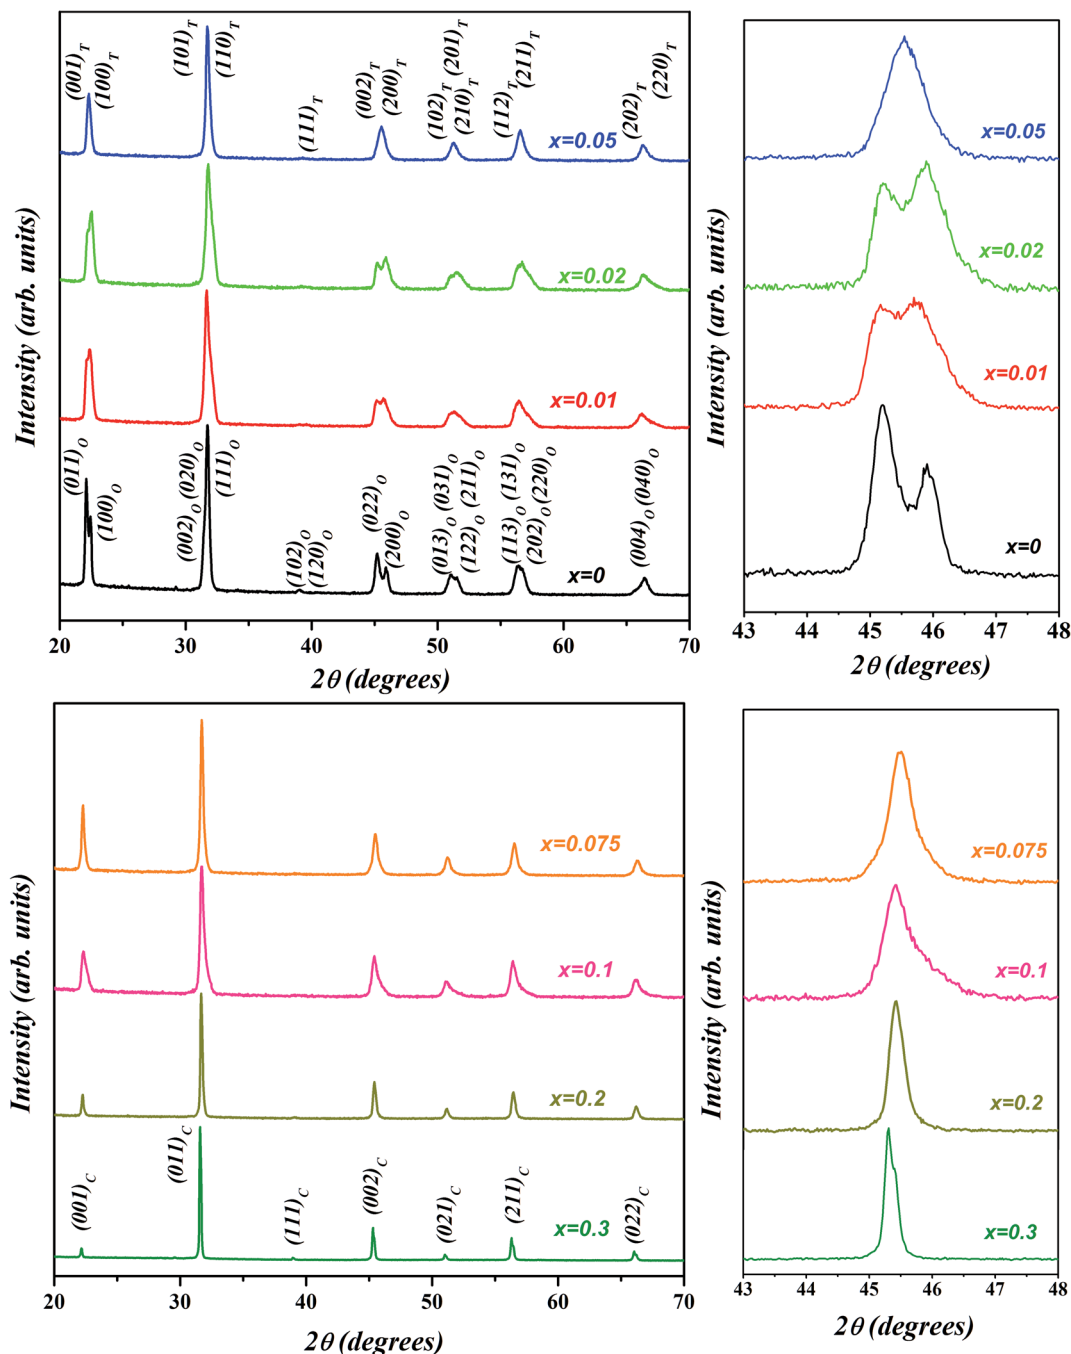 (001)T
(100)T
(101)T
(110)T
(111)T
(002)T
(200)T
(102)T (201)T
(210)T
(112)T (211)T
(202)T (220)T
x=0.05
x=0.02
x=0.01
(011)O
(100)O
(002)O (020)O
(111)O
(102)O
(120)O
(022)O
(200)O
(013)O (031)O
(122)O (211)O
(113)O (131)O
(202)O (220)O
(004)O (040)O
x=0
Intensity (arb. units)
20 30 40 50 60 70
2θ (degrees)
x=0.05
x=0.02
x=0.01
x=0
Intensity (arb. units)
43 44 45 46 47 48
2θ (degrees)
x=0.075
x=0.1
x=0.2
(001)C
(011)C
(111)C
(002)C
(021)C
(211)C
(022)C
x=0.3
Intensity (arb. units)
20 30 40 50 60 70
2θ (degrees)
x=0.075
x=0.1
x=0.2
x=0.3
Intensity (arb. units)
43 44 45 46 47 48
2θ (degrees)